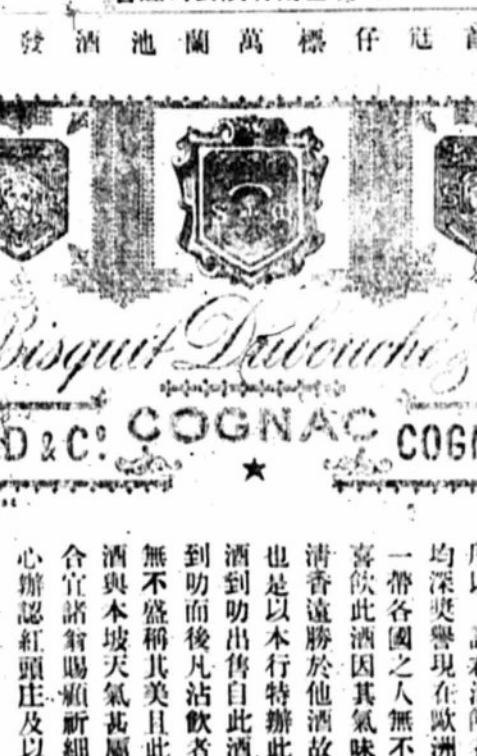 尪仔標萬蘭池酒發
Bisquit Dubouché
D & Cº COGNAC COGN
均深獎譽現在歐洲
一帶各國之人無不
喜飲此酒因其氣味
清香遠勝於他酒故
也是以本行特辦此
酒到叻出售自此酒
到叻而後凡沾飲者
無不盛稱其美且此
酒與本坡天氣甚屬
合宜諸翁賜顧祈細
心辦認紅頭庄及以